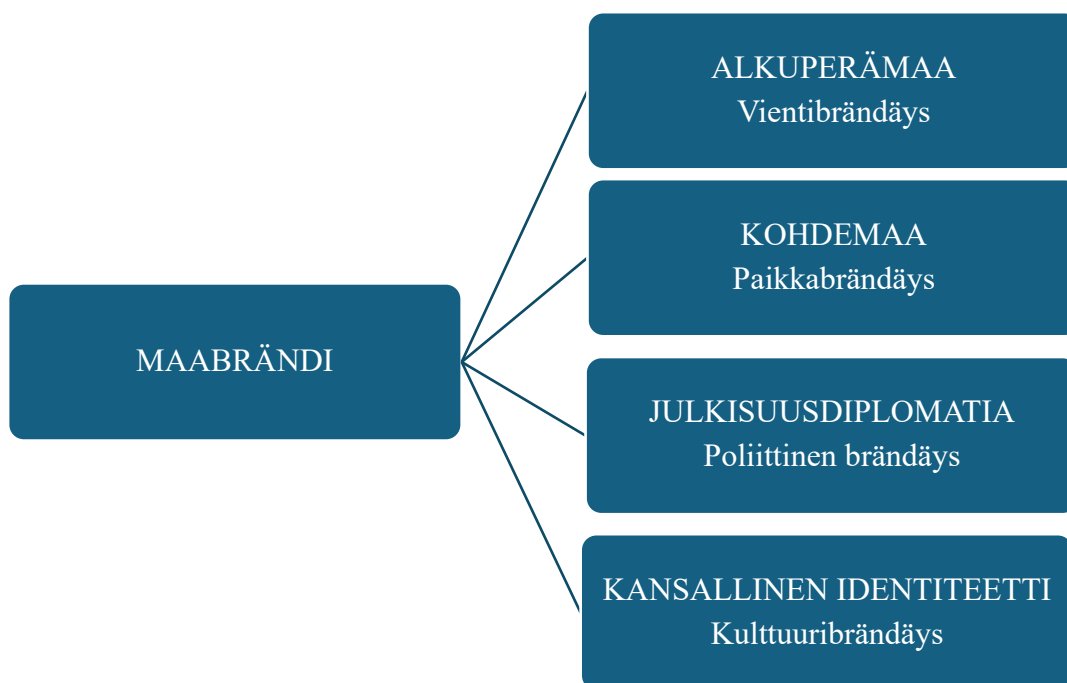 MAABRÄNDI
ALKUPERÄMAA
Vientibrändäys
KOHDEMAA
Paikkabrändäys
JULKISUUSDIPLOMATIA
Poliittinen brändäys
KANSALLINEN IDENTITEETTI
Kulttuuribrändäys